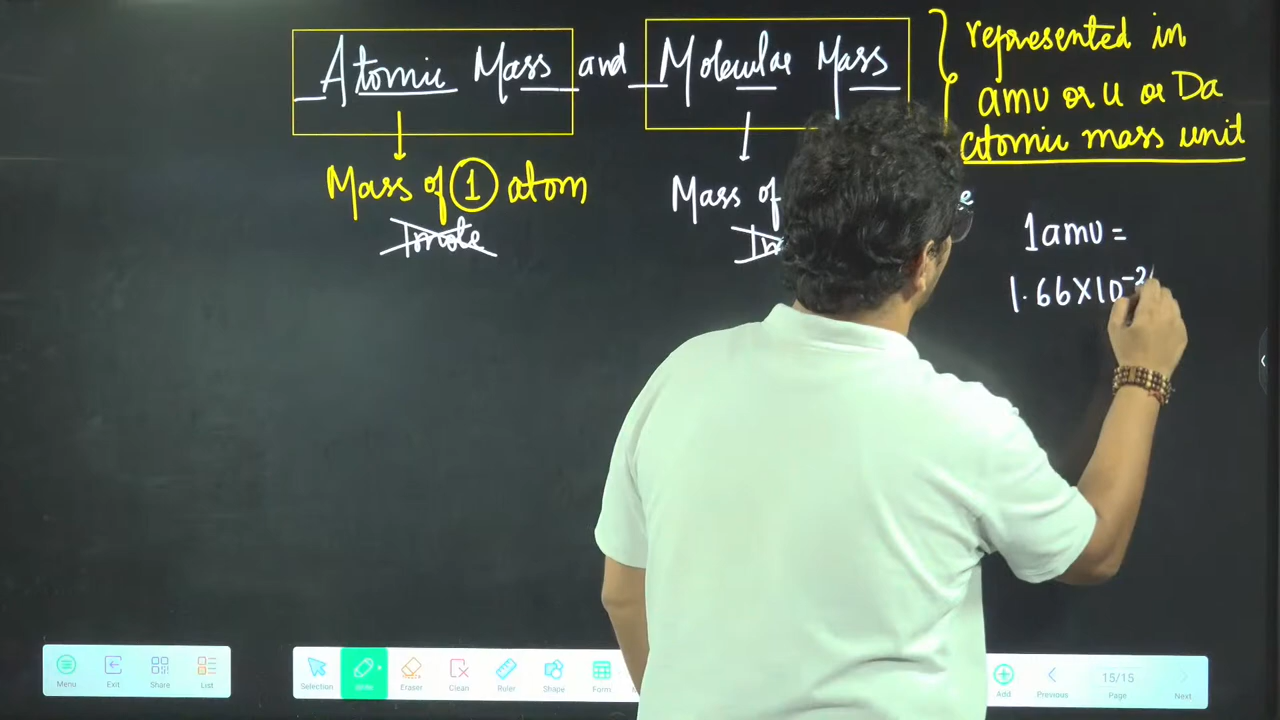 Atomic Mass and Molecular Mass
represented in
amu or u or Da
atomic mass unit
Mass of 1 atom
1mole
Mass of
1amu =
1.66×10
Menu
Exit
Share
List
Selection
Eraser
Clean
Ruler
Shape
Form
Add
Previous
15/15
Page
Next